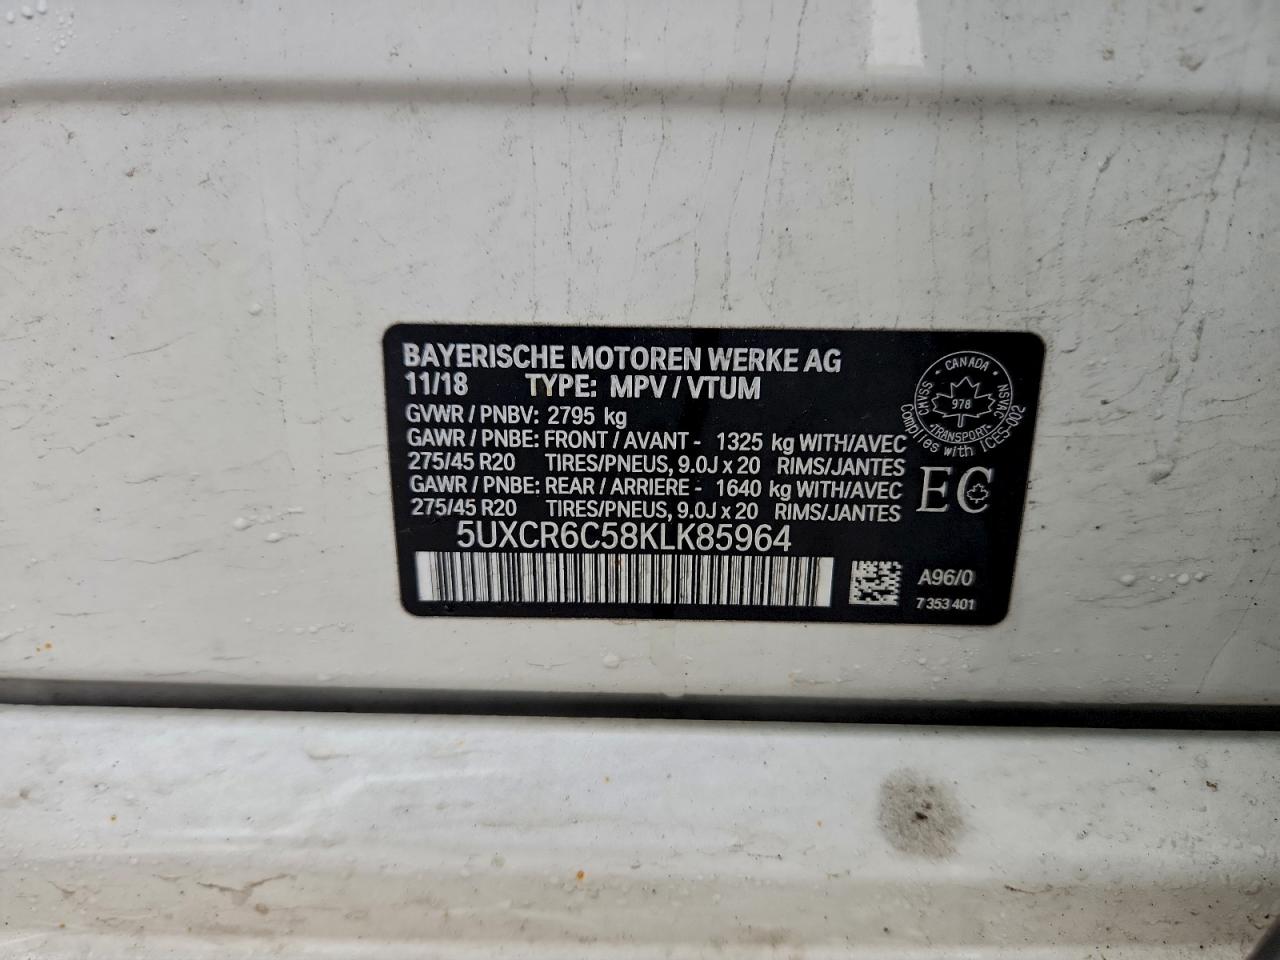 BAYERISCHE MOTOREN WERKE AG
11/18 TYPE: MPV / VTUM
GVWR / PNBV: 2795 kg
GAWR / PNBE: FRONT / AVANT - 1325 kg WITH/AVEC
275/45 R20 TIRES/PNEUS, 9.0J x 20 RIMS/JANTES
GAWR / PNBE: REAR / ARRIERE - 1640 kg WITH/AVEC
275/45 R20 TIRES/PNEUS, 9.0J x 20 RIMS/JANTES
5UXCR6C58KLK85964
CANADA
CMVSS
NSVAC
978
TRANSPORT
Complies with ICES-002
EC
A96/0
7 353 401